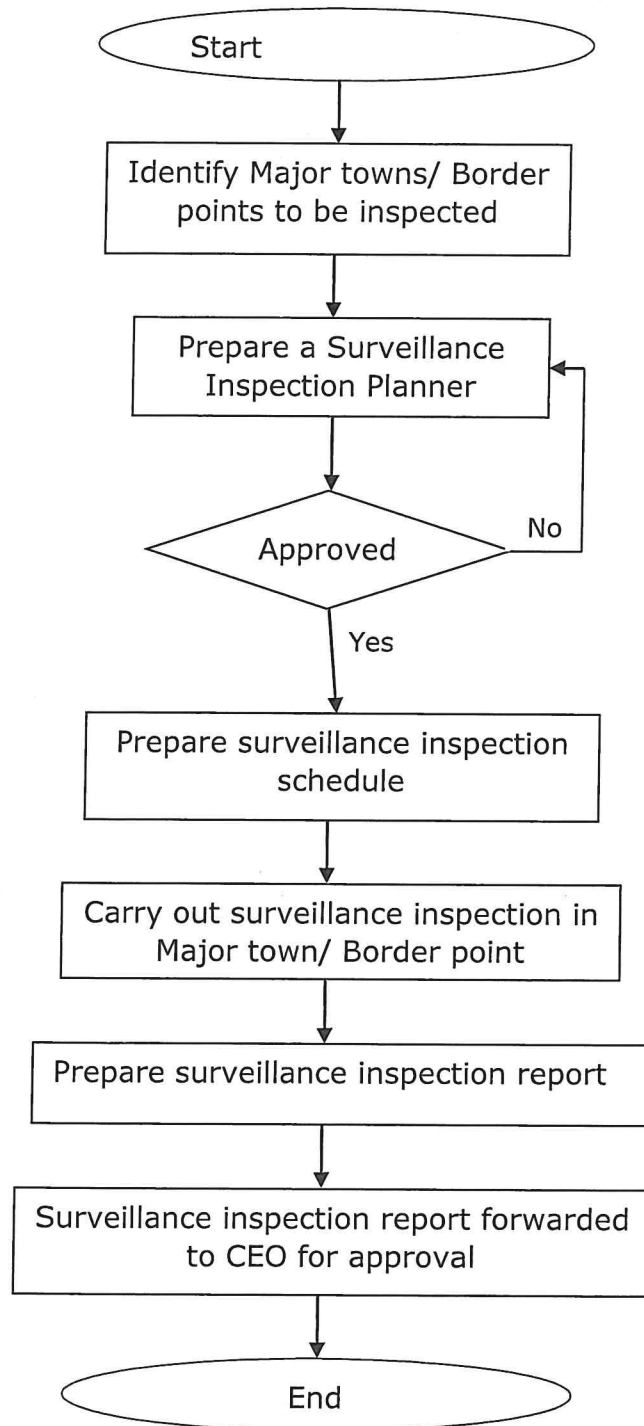 Start
Identify Major towns/ Border
points to be inspected
Prepare a Surveillance
Inspection Planner
Approved
No
Yes
Prepare surveillance inspection
schedule
Carry out surveillance inspection in
Major town/ Border point
Prepare surveillance inspection report
Surveillance inspection report forwarded
to CEO for approval
End